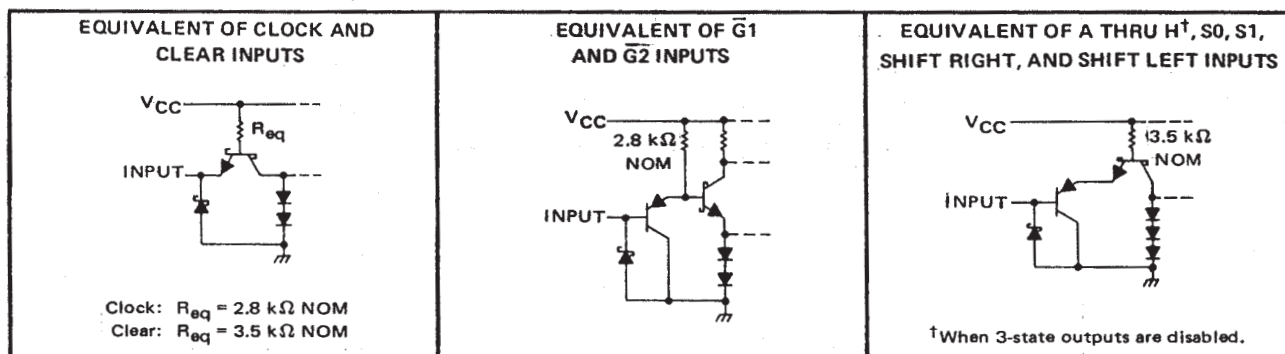 EQUIVALENT OF CLOCK AND
CLEAR INPUTS
VCC
Req
INPUT
Clock: Req = 2.8 kΩ NOM
Clear: Req = 3.5 kΩ NOM
EQUIVALENT OF G̅1
AND G̅2̅ INPUTS
VCC
2.8 kΩ
NOM
INPUT
EQUIVALENT OF A THRU H†, S0, S1,
SHIFT RIGHT, AND SHIFT LEFT INPUTS
VCC
3.5 kΩ
NOM
INPUT
†When 3-state outputs are disabled.